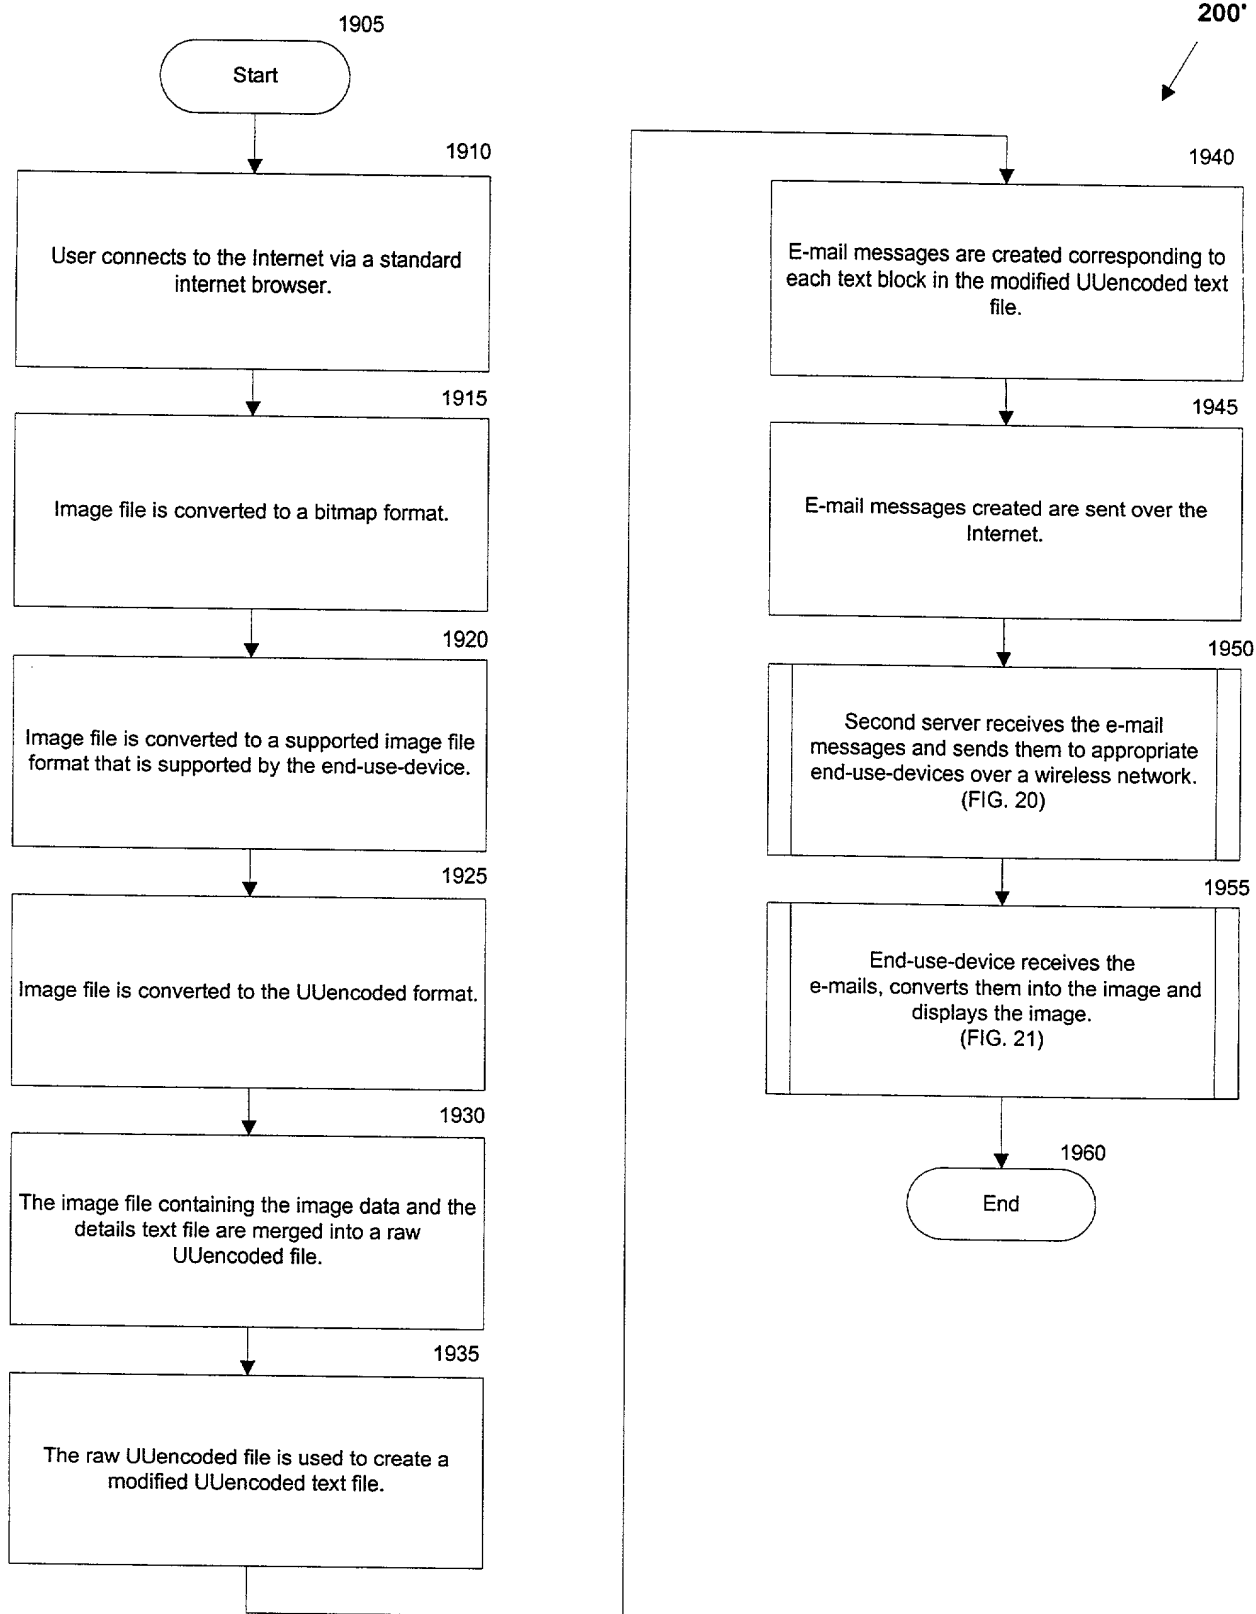 200'
1905
Start
1910
User connects to the Internet via a standard
internet browser.
1915
Image file is converted to a bitmap format.
1920
Image file is converted to a supported image file
format that is supported by the end-use-device.
1925
Image file is converted to the UUencoded format.
1930
The image file containing the image data and the
details text file are merged into a raw
UUencoded file.
1935
The raw UUencoded file is used to create a
modified UUencoded text file.
1940
E-mail messages are created corresponding to
each text block in the modified UUencoded text
file.
1945
E-mail messages created are sent over the
Internet.
1950
Second server receives the e-mail
messages and sends them to appropriate
end-use-devices over a wireless network.
(FIG. 20)
1955
End-use-device receives the
e-mails, converts them into the image and
displays the image.
(FIG. 21)
1960
End